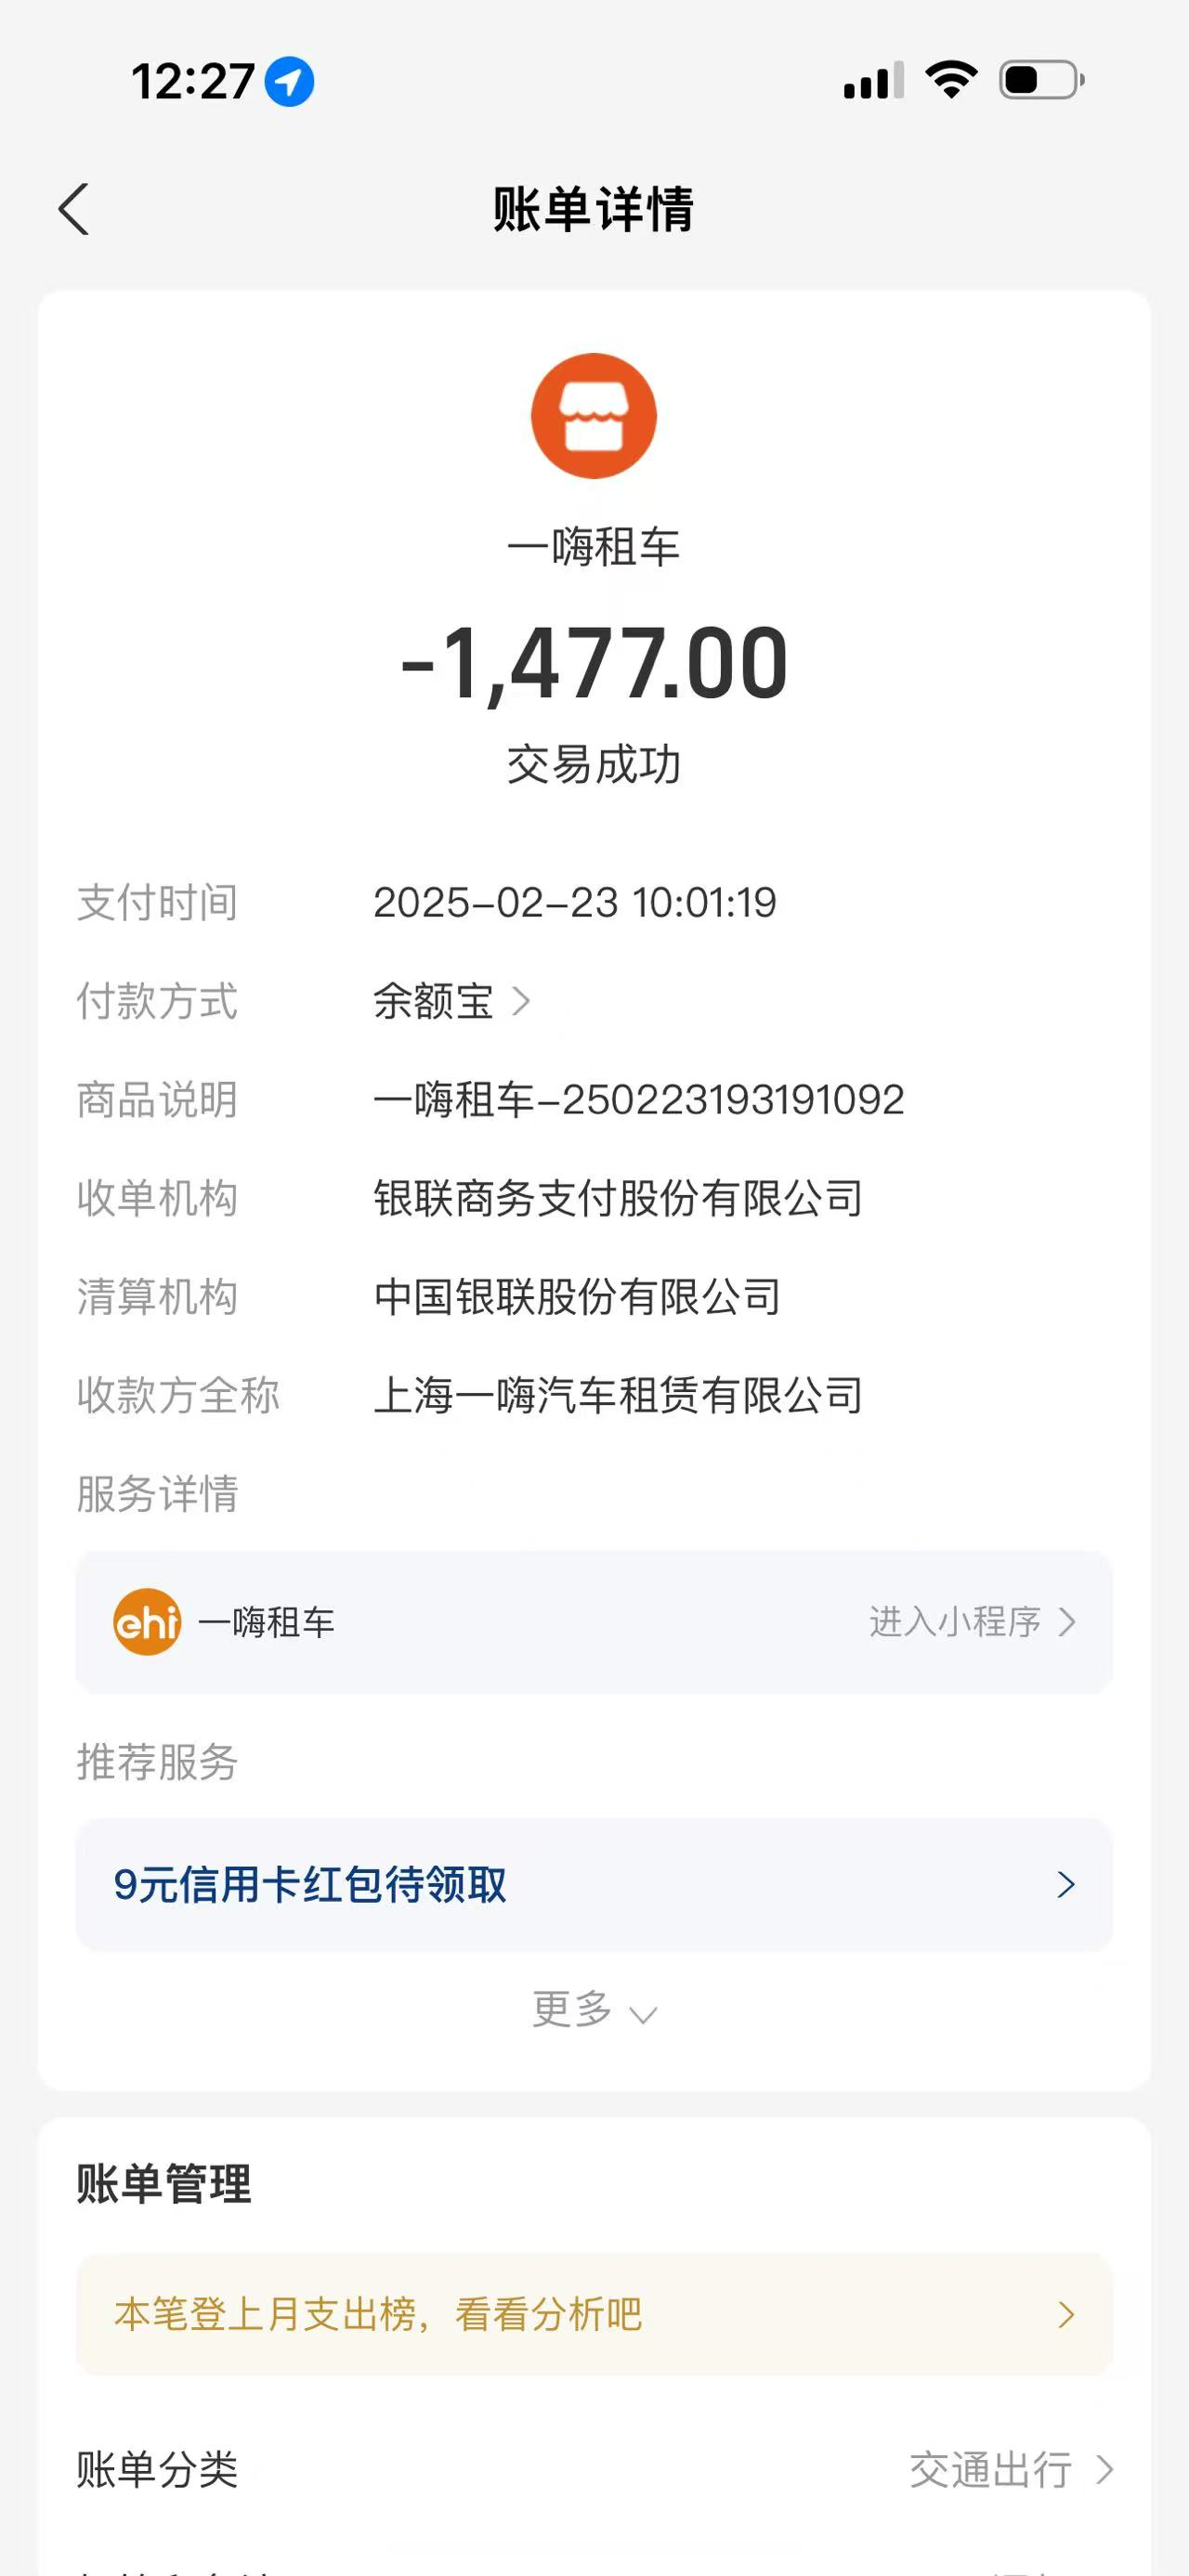 12:27
账单详情
一嗨租车
-1,477.00
交易成功
支付时间 2025-02-23 10:01:19
付款方式 余额宝
商品说明 一嗨租车-250223193191092
收单机构 银联商务支付股份有限公司
清算机构 中国银联股份有限公司
收款方全称 上海一嗨汽车租赁有限公司
服务详情
ehi 一嗨租车 进入小程序
推荐服务
9元信用卡红包待领取
更多
账单管理
本笔登上月支出榜，看看分析吧
账单分类 交通出行